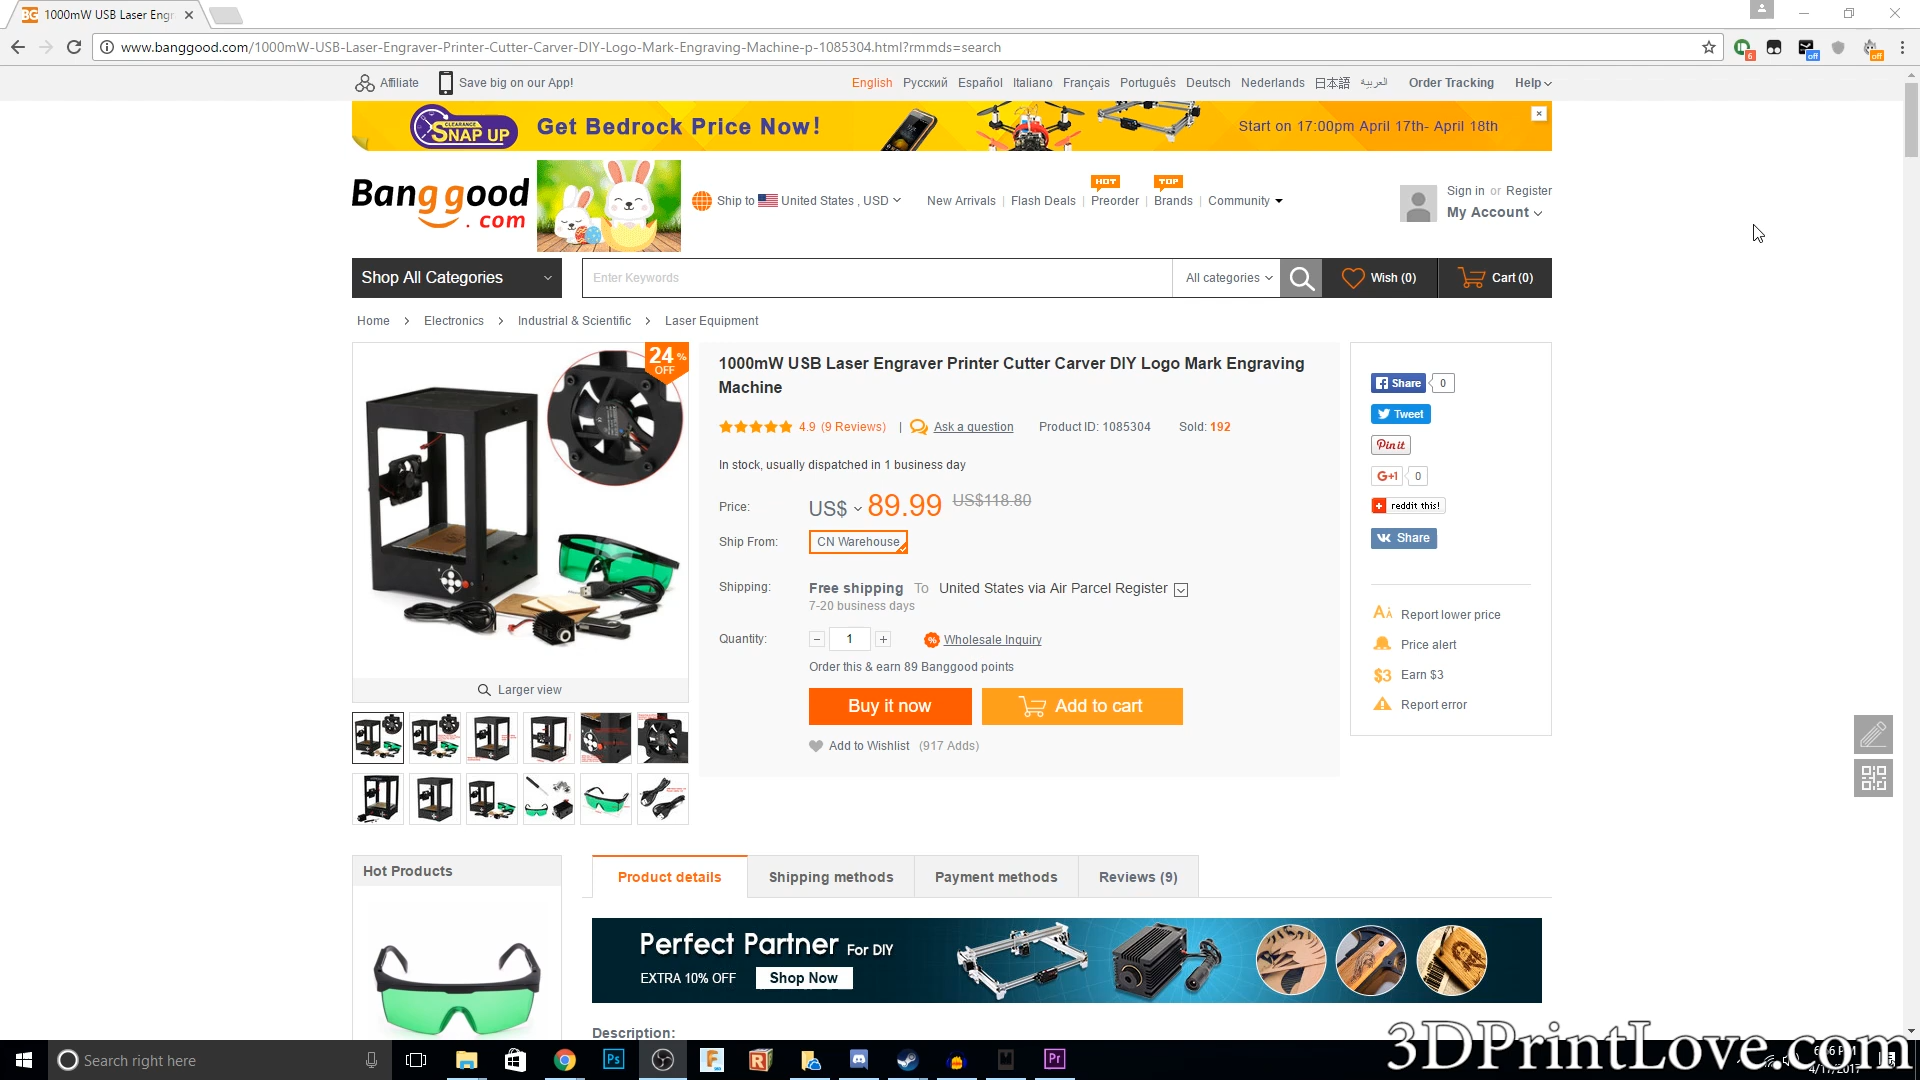 1000mW USB Laser Engr
www.banggood.com/1000mW-USB-Laser-Engraver-Printer-Cutter-Carver-DIY-Logo-Mark-Engraving-Machine-p-1085304.html?rmmds=search
6
off
off
Affiliate
Save big on our App!
English Русский Español Italiano Français Português Deutsch Nederlands 日本語 العربية
Order Tracking
Help
CLEARANCE
SNAP UP
Get Bedrock Price Now!
Start on 17:00pm April 17th- April 18th
Banggood
.com
Ship to United States , USD
HOT
TOP
New Arrivals | Flash Deals | Preorder | Brands | Community
Sign in or Register
My Account
Shop All Categories
Enter Keywords
All categories
Wish (0)
Cart (0)
Home > Electronics > Industrial & Scientific > Laser Equipment
24 %
OFF
1000mW USB Laser Engraver Printer Cutter Carver DIY Logo Mark Engraving
Machine
4.9 (9 Reviews) | Ask a question Product ID: 1085304 Sold: 192
In stock, usually dispatched in 1 business day
Price: US$ 89.99 US$118.80
Ship From: CN Warehouse
Shipping: Free shipping To United States via Air Parcel Register
7-20 business days
Quantity: - 1 + % Wholesale Inquiry
Order this & earn 89 Banggood points
Buy it now
Add to cart
Add to Wishlist (917 Adds)
Larger view
Share 0
Tweet
Pin it
G+1 0
reddit this!
Share
Report lower price
Price alert
$3 Earn $3
Report error
Hot Products
Product details
Shipping methods
Payment methods
Reviews (9)
Perfect Partner For DIY
EXTRA 10% OFF Shop Now
Description:
Search right here
Ps
F
R
Pr
3DPrintLove.com
4/17/2017